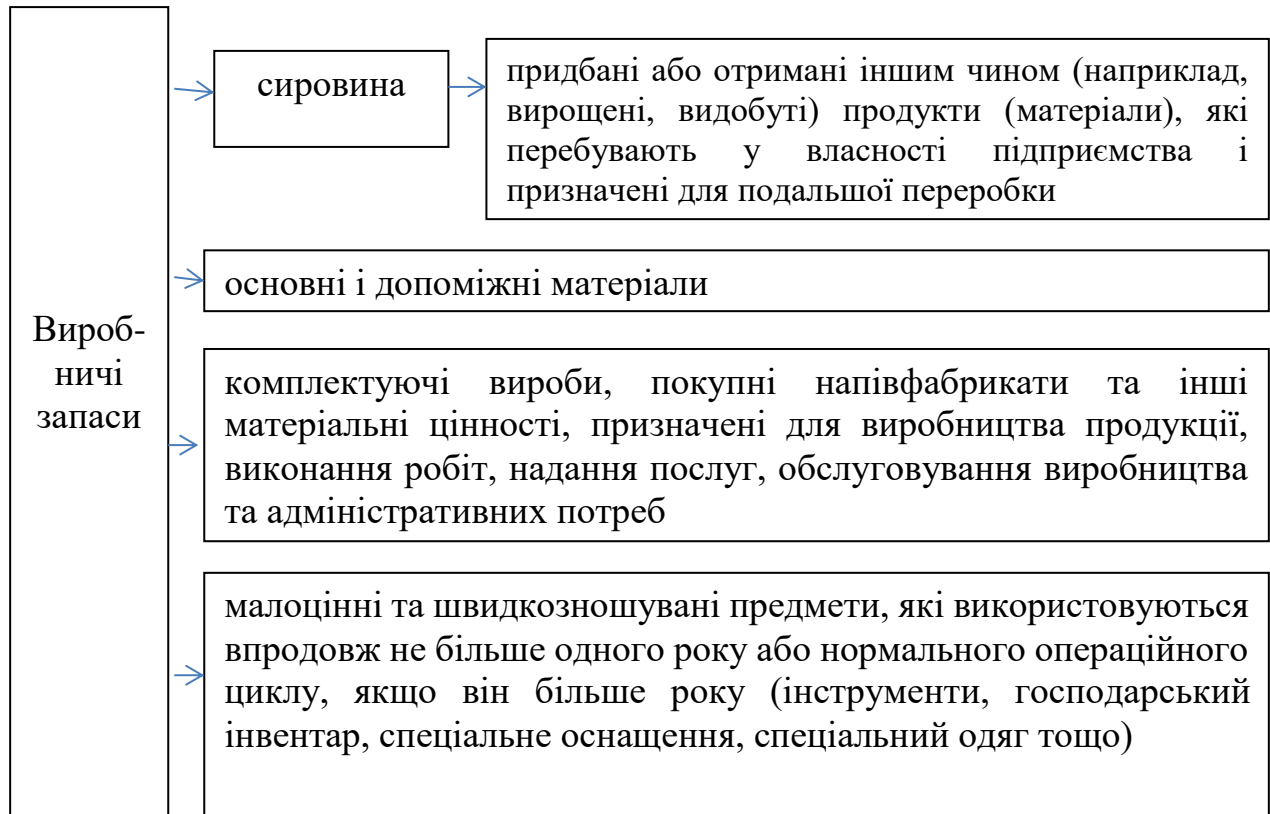 Вироб-
ничі
запаси
сировина
придбані або отримані іншим чином (наприклад,
вирощені, видобуті) продукти (матеріали), які
перебувають у власності підприємства і
призначені для подальшої переробки
основні і допоміжні матеріали
комплектуючі вироби, покупні напівфабрикати та інші
матеріальні цінності, призначені для виробництва продукції,
виконання робіт, надання послуг, обслуговування виробництва
та адміністративних потреб
малоцінні та швидкозношувані предмети, які використовуються
впродовж не більше одного року або нормального операційного
циклу, якщо він більше року (інструменти, господарський
інвентар, спеціальне оснащення, спеціальний одяг тощо)